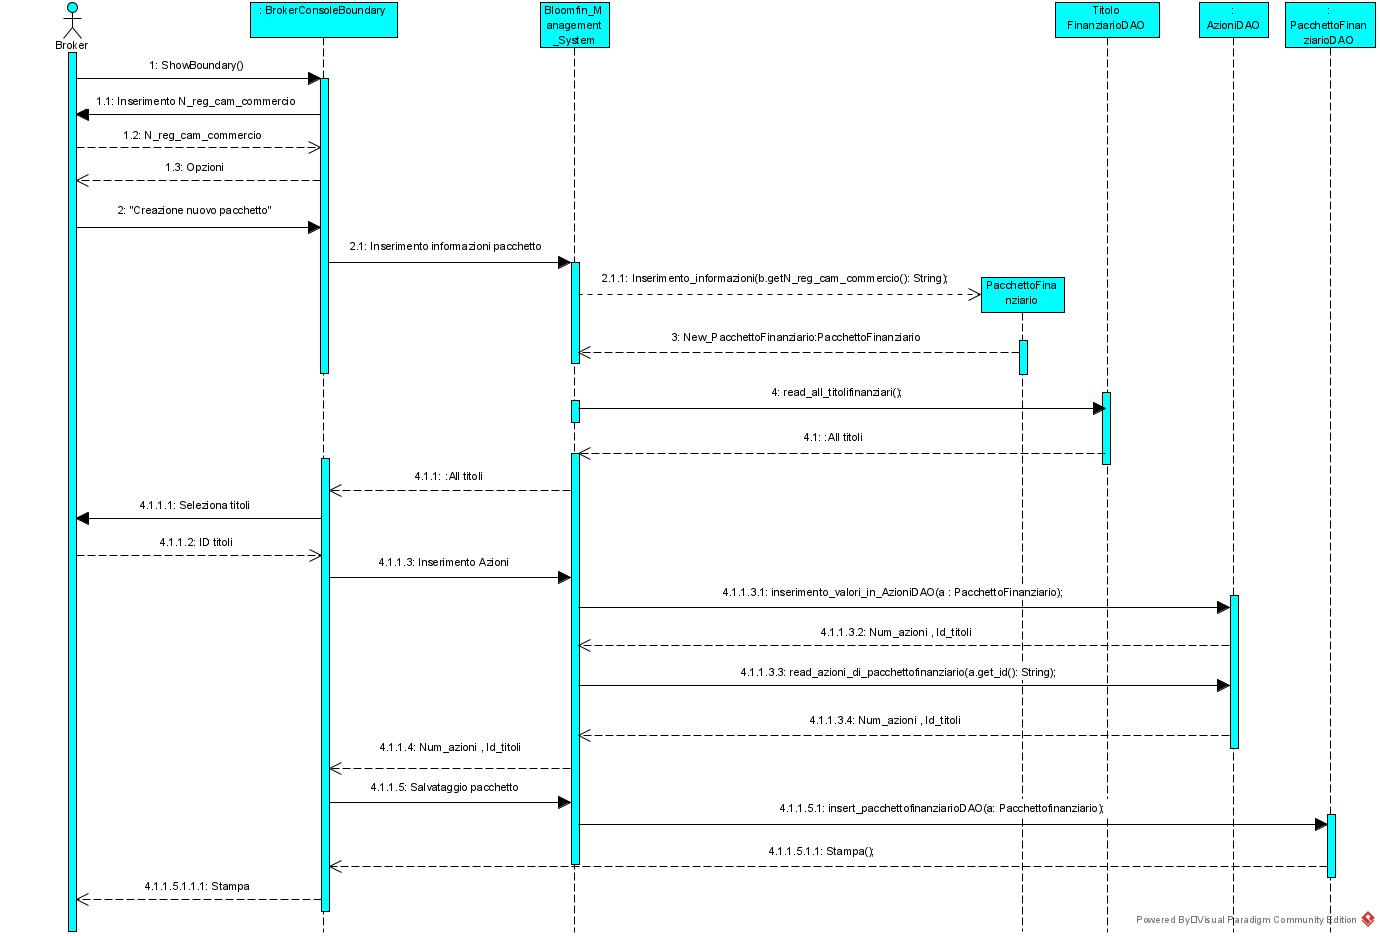 Broker
: BrokerConsoleBoundary
Bloomfin_M
anagement
_System
Titolo
FinanziarioDAO
:
AzioniDAO
:
PacchettoFinan
ziarioDAO
1: ShowBoundary()
1.1: Inserimento N_reg_cam_commercio
1.2: N_reg_cam_commercio
1.3: Opzioni
2: "Creazione nuovo pacchetto"
2.1: Inserimento informazioni pacchetto
2.1.1: Inserimento_informazioni(b.getN_reg_cam_commercio(): String);
PacchettoFina
nziario
3: New_PacchettoFinanziario:PacchettoFinanziario
4: read_all_titolifinanziari();
4.1: :All titoli
4.1.1: :All titoli
4.1.1.1: Seleziona titoli
4.1.1.2: ID titoli
4.1.1.3: Inserimento Azioni
4.1.1.3.1: inserimento_valori_in_AzioniDAO(a : PacchettoFinanziario);
4.1.1.3.2: Num_azioni , Id_titoli
4.1.1.3.3: read_azioni_di_pacchettofinanziario(a.get_id(): String);
4.1.1.3.4: Num_azioni , Id_titoli
4.1.1.4: Num_azioni , Id_titoli
4.1.1.5: Salvataggio pacchetto
4.1.1.5.1: insert_pacchettofinanziarioDAO(a: Pacchettofinanziario);
4.1.1.5.1.1: Stampa();
4.1.1.5.1.1.1: Stampa
Powered By Visual Paradigm Community Edition